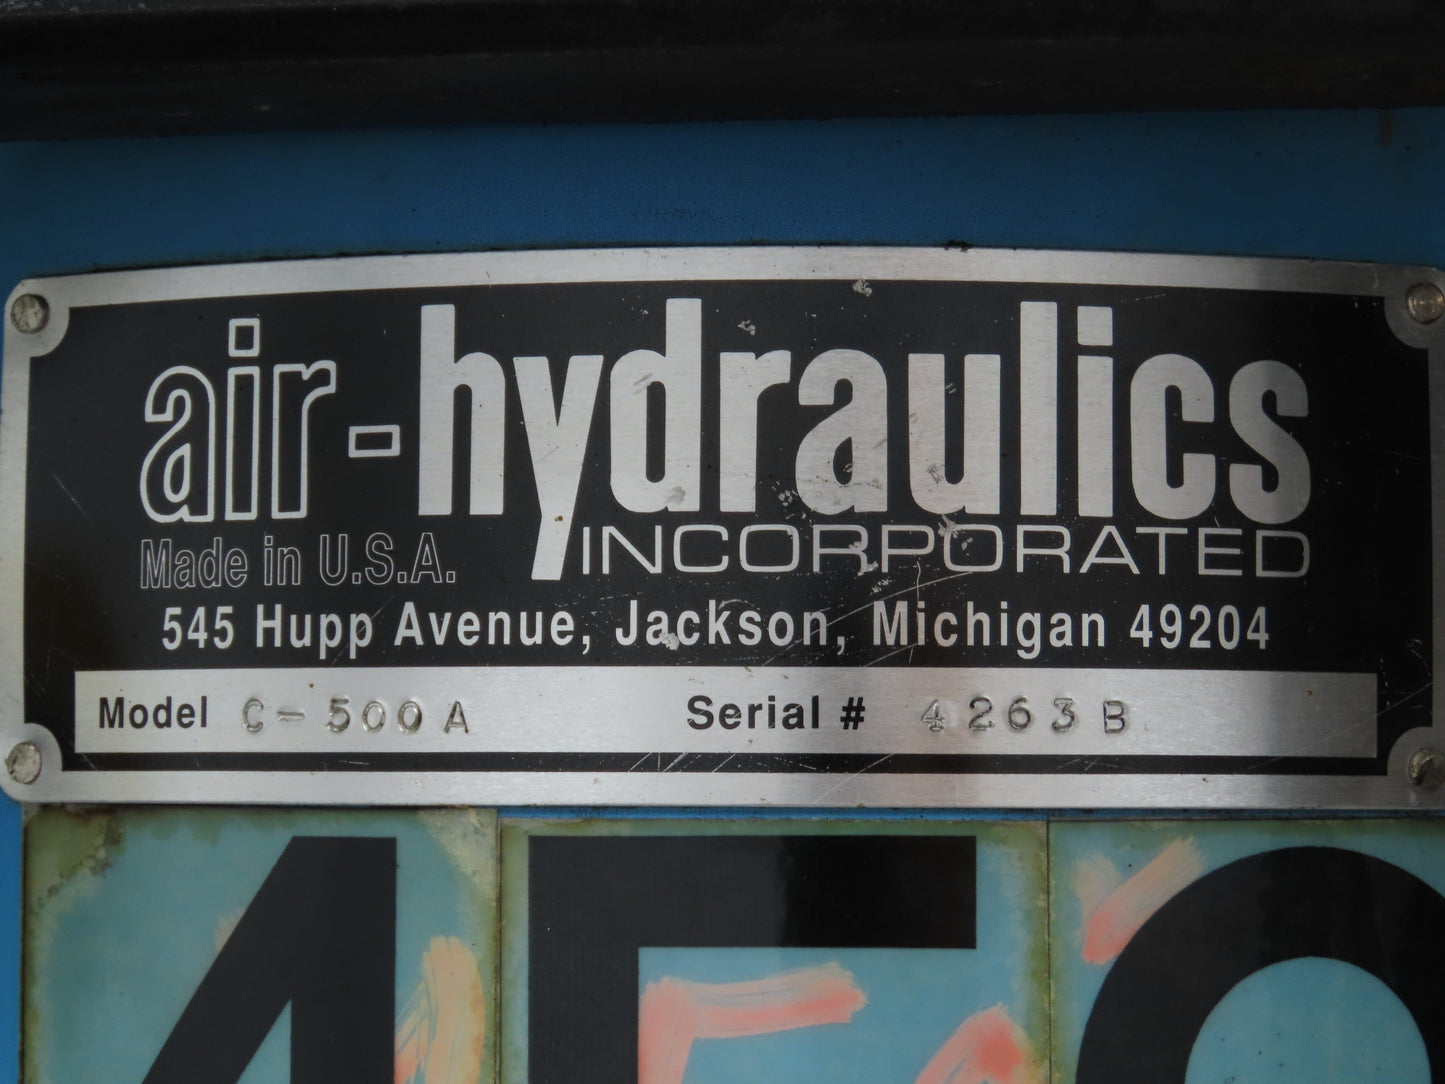 air-hydraulics
INCORPORATED
Made in U.S.A.
545 Hupp Avenue, Jackson, Michigan 49204
Model C-500A Serial # 4263B